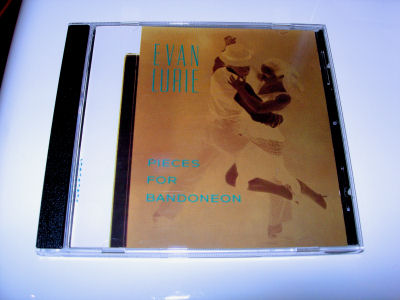 EVAN
LURIE
PIECES
FOR
BANDONEON